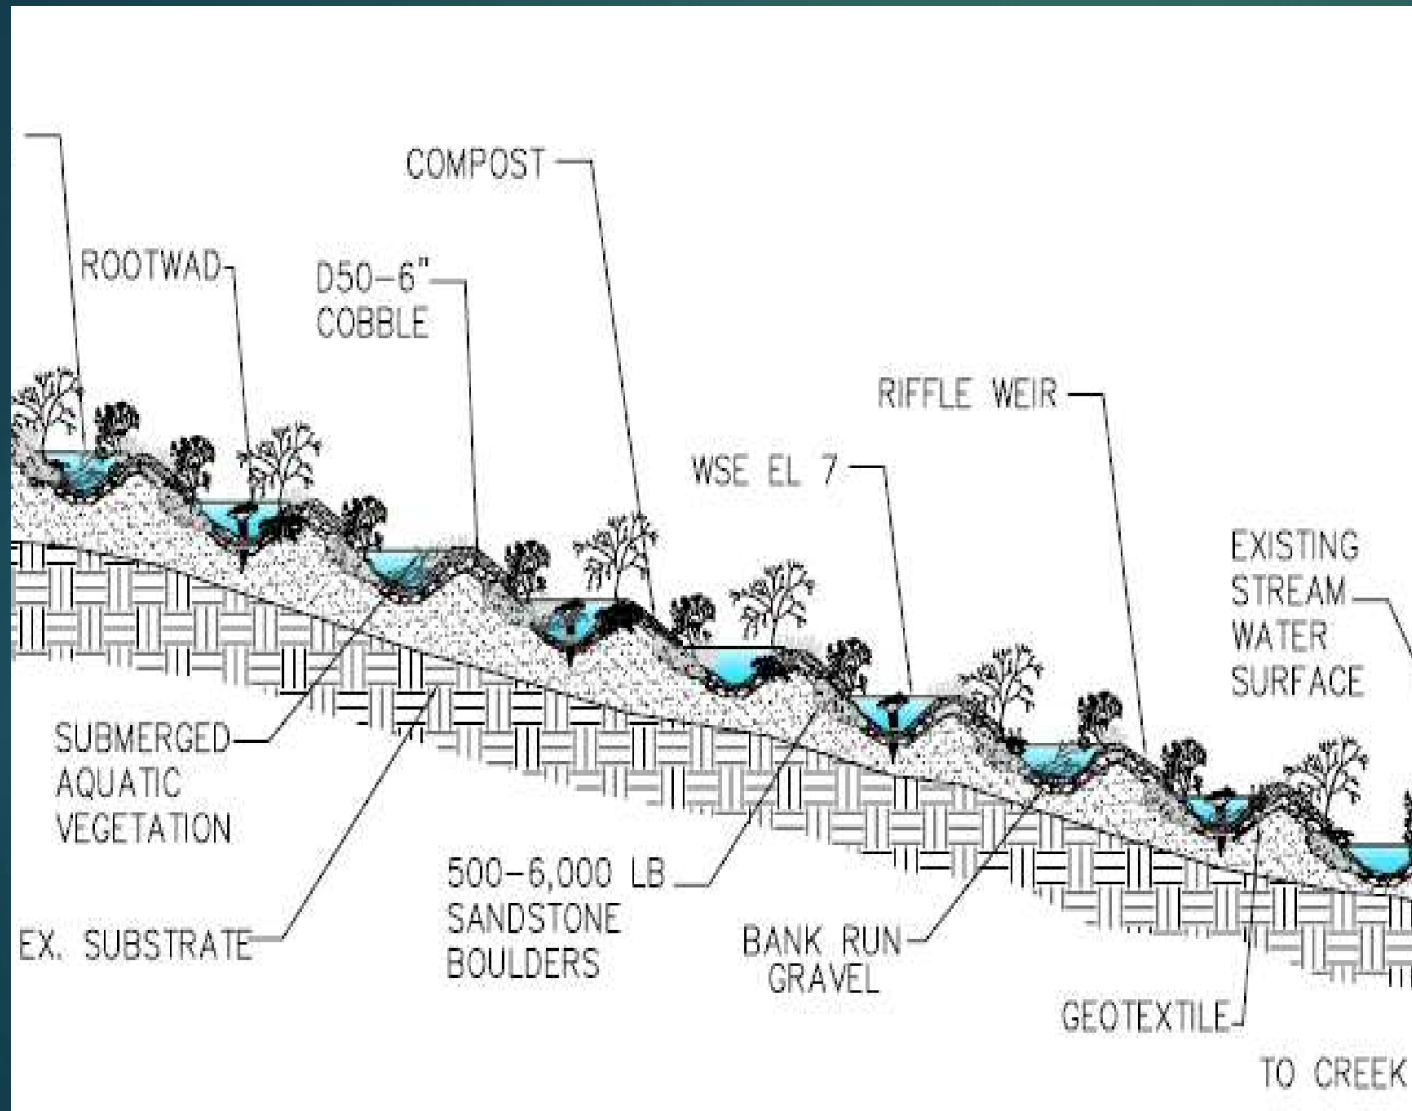 COMPOST
ROOTWAD
D50-6"
COBBLE
RIFFLE WEIR
WSE EL 7
EXISTING
STREAM
WATER
SURFACE
SUBMERGED
AQUATIC
VEGETATION
500-6,000 LB
SANDSTONE
BOULDERS
EX. SUBSTRATE
BANK RUN
GRAVEL
GEOTEXTILE
TO CREEK